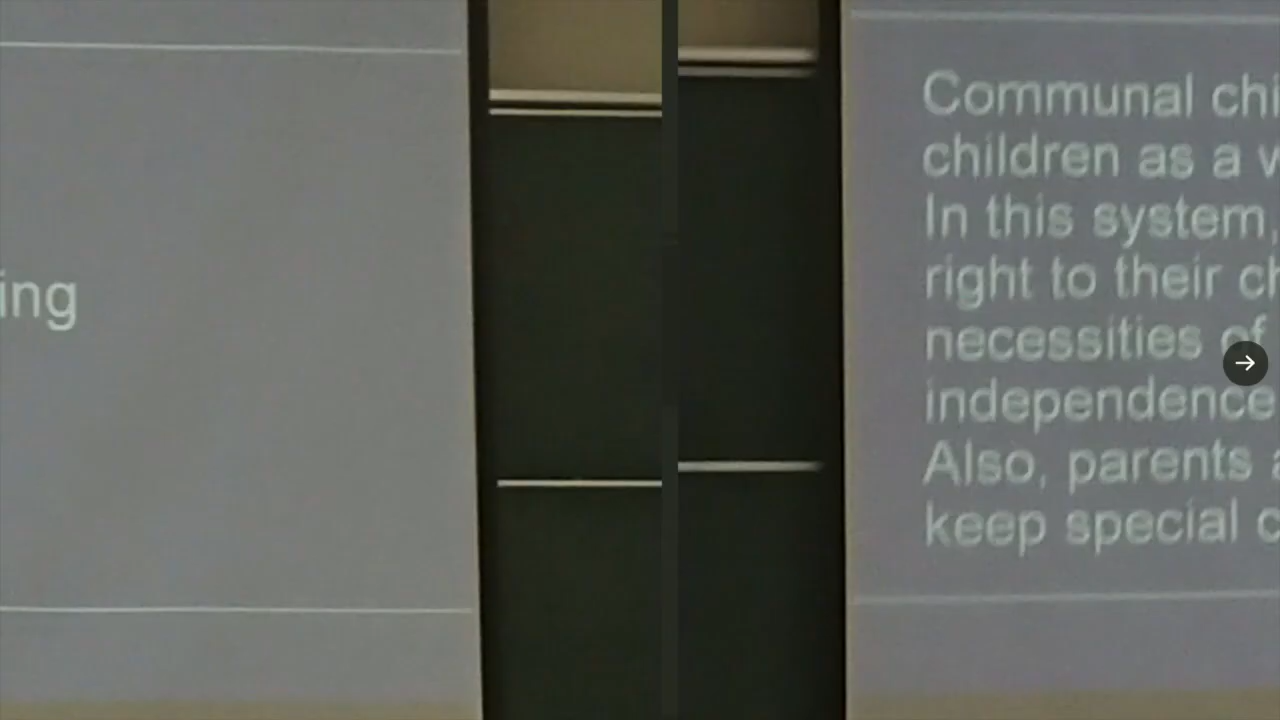 ing
Communal chi
children as a w
In this system,
right to their ch
necessities of
independence
Also, parents a
keep special c